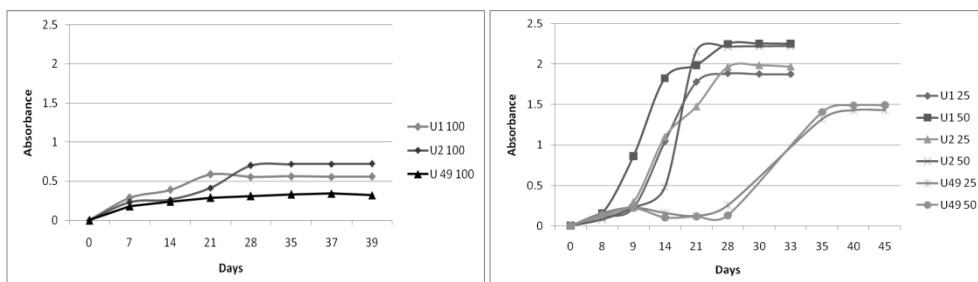 2.5
2
1.5
1
0.5
0
Absorbance
0 7 14 21 28 35 37 39
Days
U1 100
U2 100
U 49 100
2.5
2
1.5
1
0.5
0
Absorbance
0 8 9 14 21 28 30 33 35 40 45
Days
U1 25
U1 50
U2 25
U2 50
U49 25
U49 50